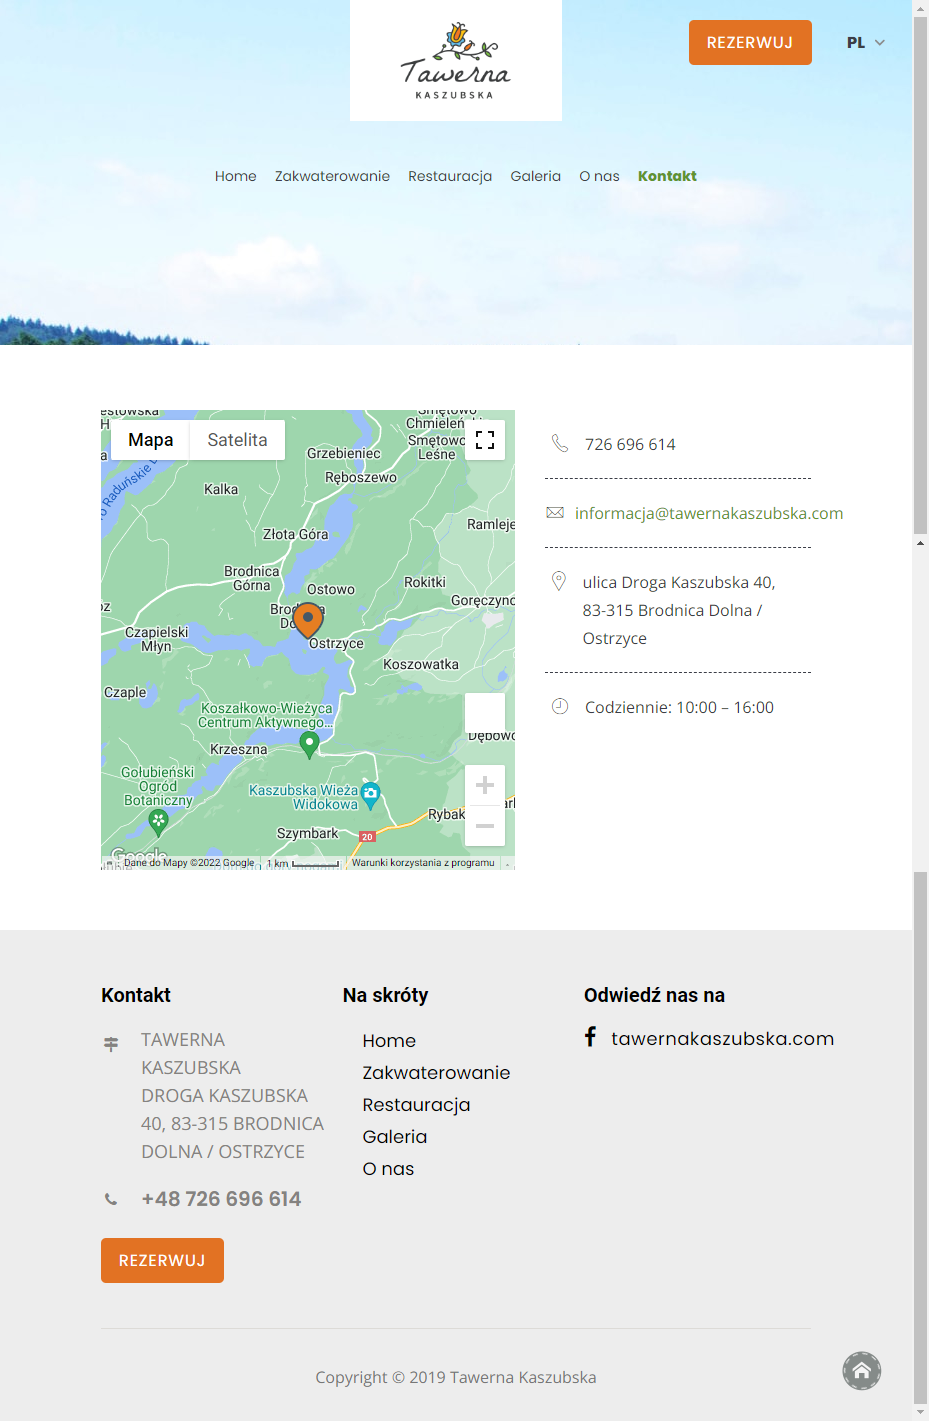 Tawerna
KASZUBSKA
REZERWUJ
PL
Home
Zakwaterowanie
Restauracja
Galeria
O nas
Kontakt
Mapa
Satelita
Chmieleń
Smętowo
Leśne
Grzebieniec
Ręboszewo
Kalka
Złota Góra
Ramleje
Brodnica
Górna
Ostowo
Rokitki
Goręczyno
Czapielski
Młyn
Ostrzyce
Koszowatka
Czaple
Koszałkowo-Wieżyca
Centrum Aktywnego...
Krzeszna
Gołubieński
Ogród
Botaniczny
Kaszubska Wieża
Widokowa
Rybak
Szymbark
20
Google
Dane do Mapy ©2022 Google
1 km
Warunki korzystania z programu
726 696 614
informacja@tawernakaszubska.com
ulica Droga Kaszubska 40,
83-315 Brodnica Dolna /
Ostrzyce
Codziennie: 10:00 – 16:00
Kontakt
TAWERNA
KASZUBSKA
DROGA KASZUBSKA
40, 83-315 BRODNICA
DOLNA / OSTRZYCE
+48 726 696 614
REZERWUJ
Na skróty
Home
Zakwaterowanie
Restauracja
Galeria
O nas
Odwiedź nas na
tawernakaszubska.com
Copyright © 2019 Tawerna Kaszubska